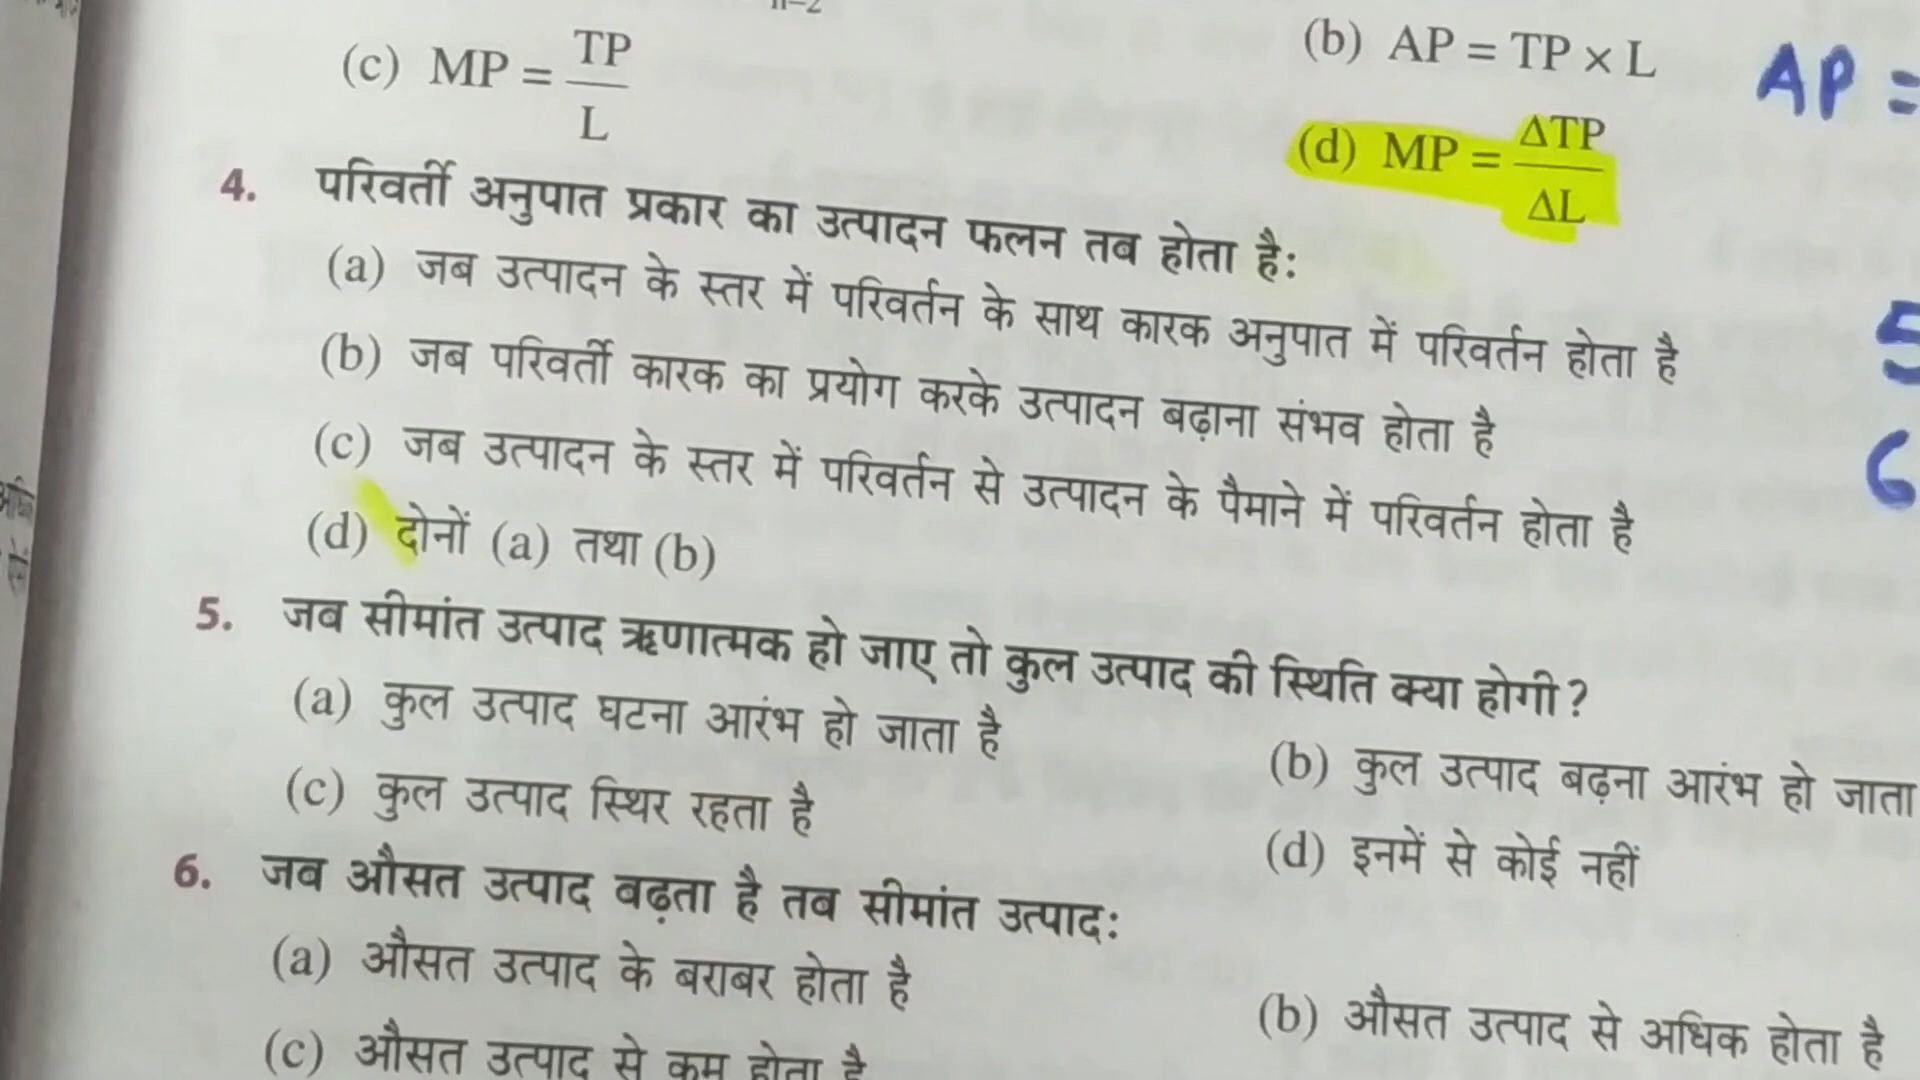 n–2
(c) MP = TP/L
(b) AP = TP × L
AP =
(d) MP = ΔTP/ΔL
4. परिवर्ती अनुपात प्रकार का उत्पादन फलन तब होता है:
(a) जब उत्पादन के स्तर में परिवर्तन के साथ कारक अनुपात में परिवर्तन होता है
5
(b) जब परिवर्ती कारक का प्रयोग करके उत्पादन बढ़ाना संभव होता है
6
(c) जब उत्पादन के स्तर में परिवर्तन से उत्पादन के पैमाने में परिवर्तन होता है
(d) दोनों (a) तथा (b)
5. जब सीमांत उत्पाद ऋणात्मक हो जाए तो कुल उत्पाद की स्थिति क्या होगी?
(a) कुल उत्पाद घटना आरंभ हो जाता है
(b) कुल उत्पाद बढ़ना आरंभ हो जाता
(c) कुल उत्पाद स्थिर रहता है
(d) इनमें से कोई नहीं
6. जब औसत उत्पाद बढ़ता है तब सीमांत उत्पाद:
(a) औसत उत्पाद के बराबर होता है
(b) औसत उत्पाद से अधिक होता है
(c) औसत उत्पाद से कम होता है